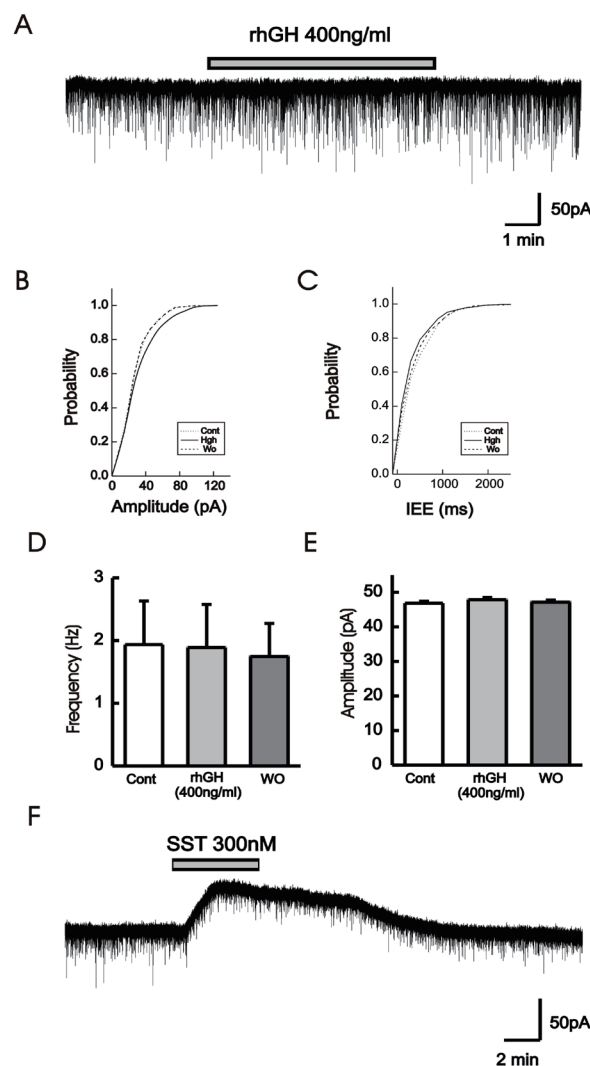 A
rhGH 400ng/ml
50pA
1 min
B
Probability
1.0
0.8
0.6
0.4
0.2
0.0
Cont
Hgh
Wo
0
40
80
120
Amplitude (pA)
C
Probability
1.0
0.8
0.6
0.4
0.2
0.0
Cont
Hgh
Wo
0
1000
2000
IEE (ms)
D
Frequency (Hz)
3
2
1
0
Cont
rhGH
(400ng/ml)
WO
E
Amplitude (pA)
50
40
30
20
10
0
Cont
rhGH
(400ng/ml)
WO
F
SST 300nM
50pA
2 min